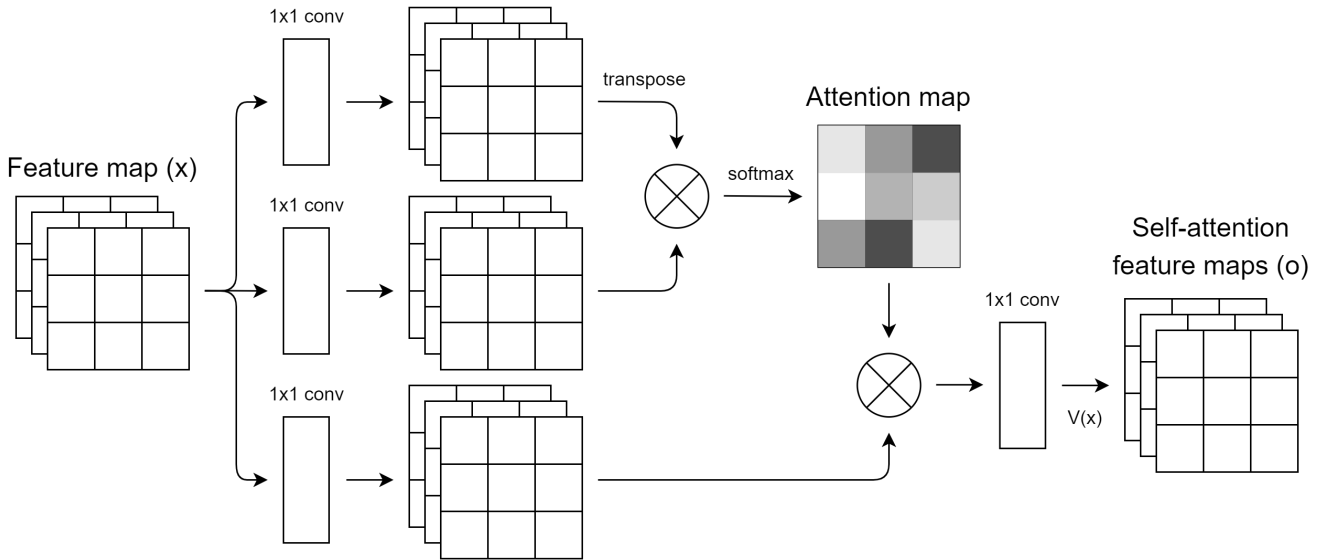 1x1 conv
transpose
Attention map
Feature map (x)
softmax
1x1 conv
Self-attention
feature maps (o)
1x1 conv
1x1 conv
V(x)